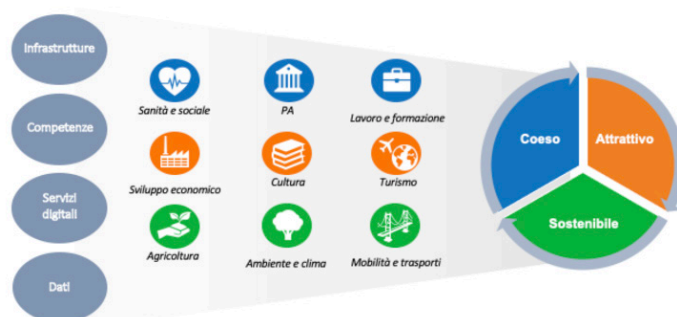 Infrastrutture
Competenze
Servizi
digitali
Dati
Sanità e sociale
PA
Lavoro e formazione
Sviluppo economico
Cultura
Turismo
Agricoltura
Ambiente e clima
Mobilità e trasporti
Coeso
Attrattivo
Sostenibile